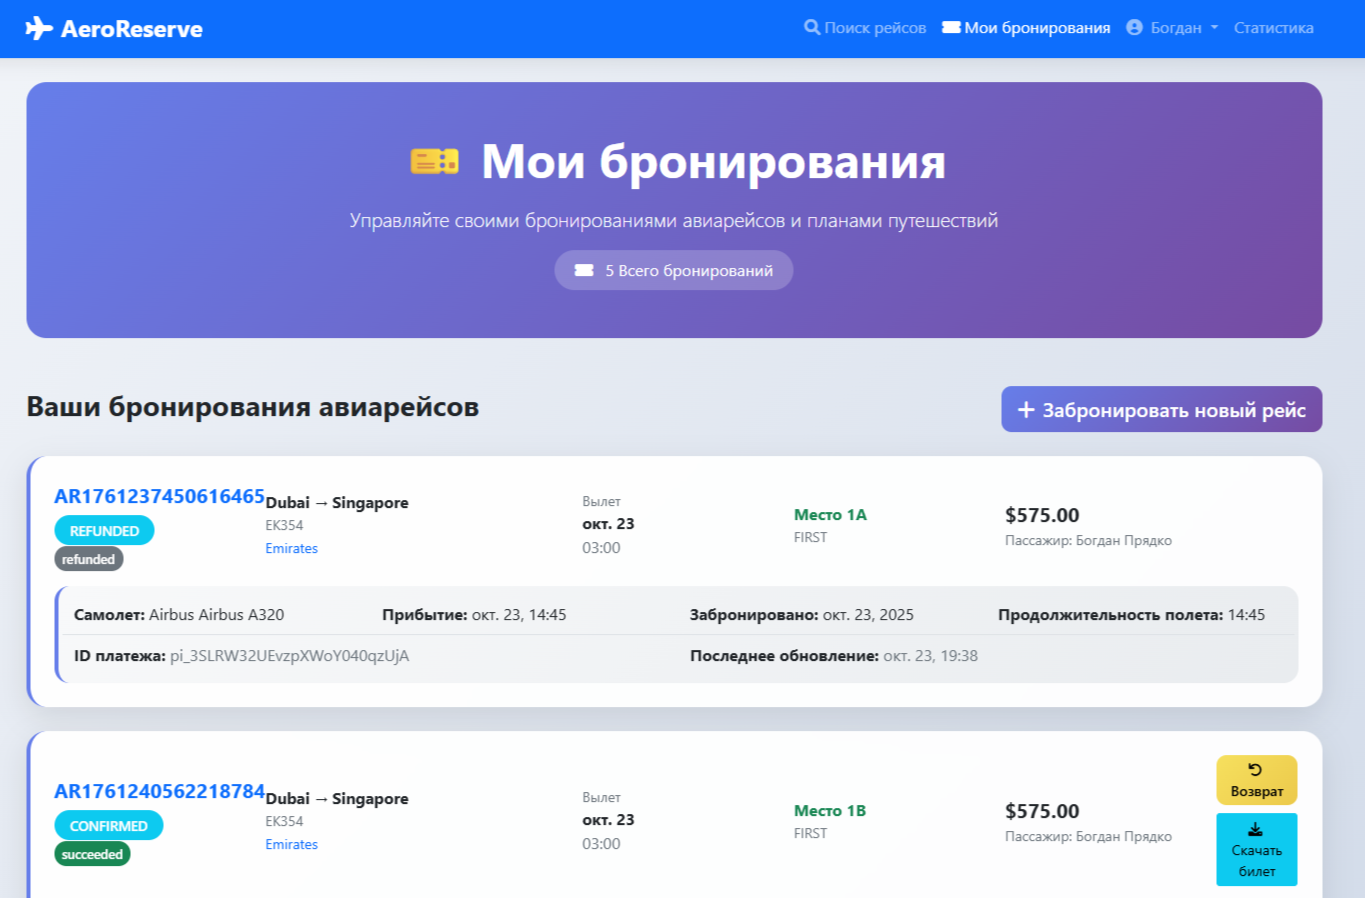 AeroReserve
Поиск рейсов Мои бронирования Богдан Статистика
Мои бронирования
Управляйте своими бронированиями авиарейсов и планами путешествий
5 Всего бронирований
Ваши бронирования авиарейсов
Забронировать новый рейс
AR1761237450616465
REFUNDED
refunded
Dubai → Singapore
EK354
Emirates
Вылет
окт. 23
03:00
Место 1A
FIRST
$575.00
Пассажир: Богдан Прядко
Самолет: Airbus Airbus A320
Прибытие: окт. 23, 14:45
Забронировано: окт. 23, 2025
Продолжительность полета: 14:45
ID платежа: pi_3SLRW32UEvzpXWoY040qzUjA
Последнее обновление: окт. 23, 19:38
AR1761240562218784
CONFIRMED
succeeded
Dubai → Singapore
EK354
Emirates
Вылет
окт. 23
03:00
Место 1B
FIRST
$575.00
Пассажир: Богдан Прядко
Возврат
Скачать
билет